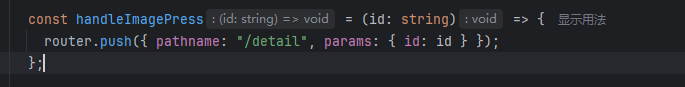 const handleImagePress : (id: string) => void = (id: string) : void => { 显示用法
router.push({ pathname: "/detail", params: { id: id } });
};